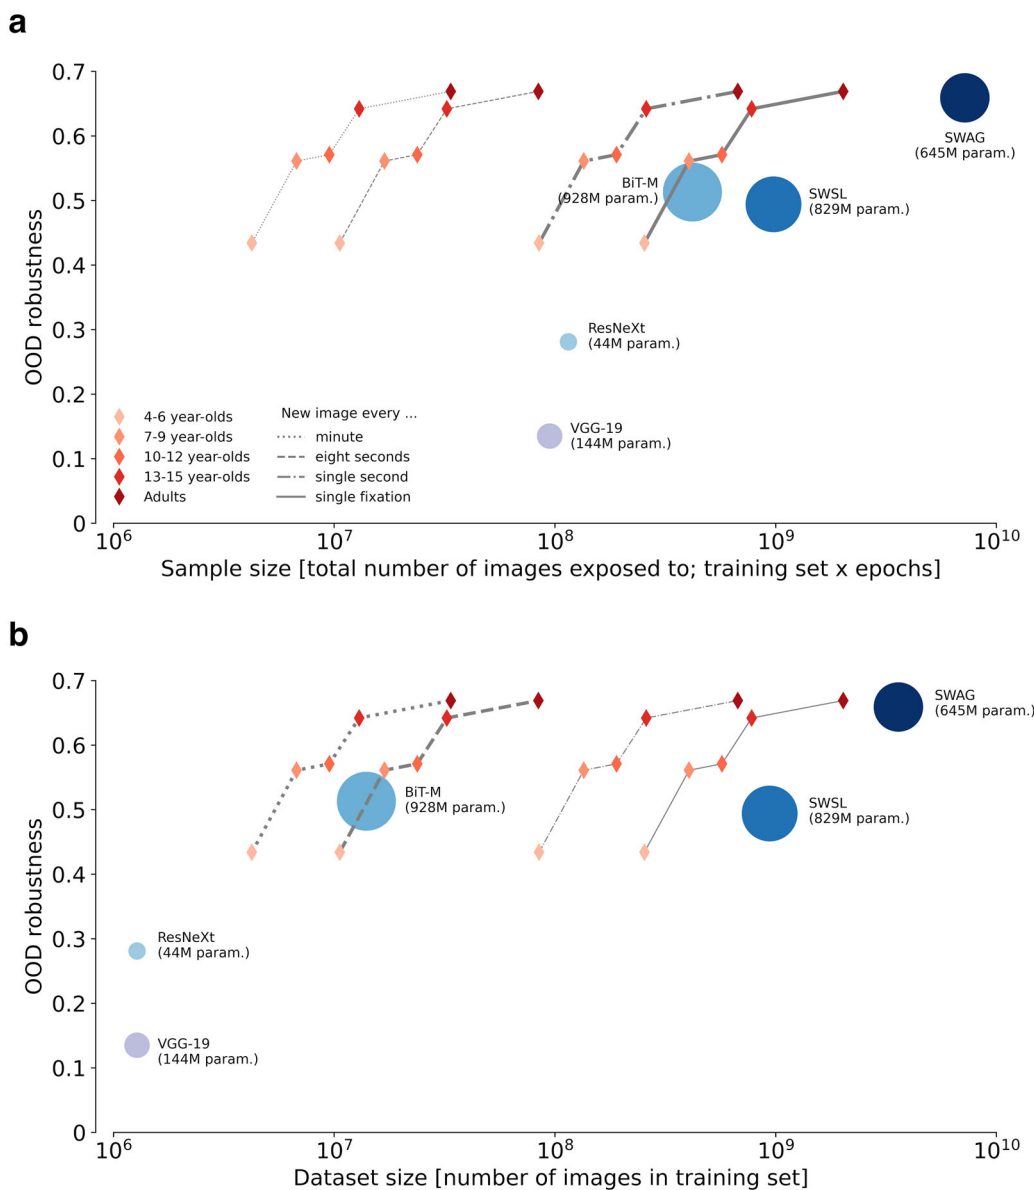 a
OOD robustness
0.7
0.6
0.5
0.4
0.3
0.2
0.1
0
SWAG
(645M param.)
BiT-M
(928M param.)
SWSL
(829M param.)
ResNeXt
(44M param.)
VGG-19
(144M param.)
4-6 year-olds
7-9 year-olds
10-12 year-olds
13-15 year-olds
Adults
New image every ...
minute
eight seconds
single second
single fixation
10^6
10^7
10^8
10^9
10^10
Sample size [total number of images exposed to; training set x epochs]
b
OOD robustness
0.7
0.6
0.5
0.4
0.3
0.2
0.1
0
SWAG
(645M param.)
BiT-M
(928M param.)
SWSL
(829M param.)
ResNeXt
(44M param.)
VGG-19
(144M param.)
10^6
10^7
10^8
10^9
10^10
Dataset size [number of images in training set]